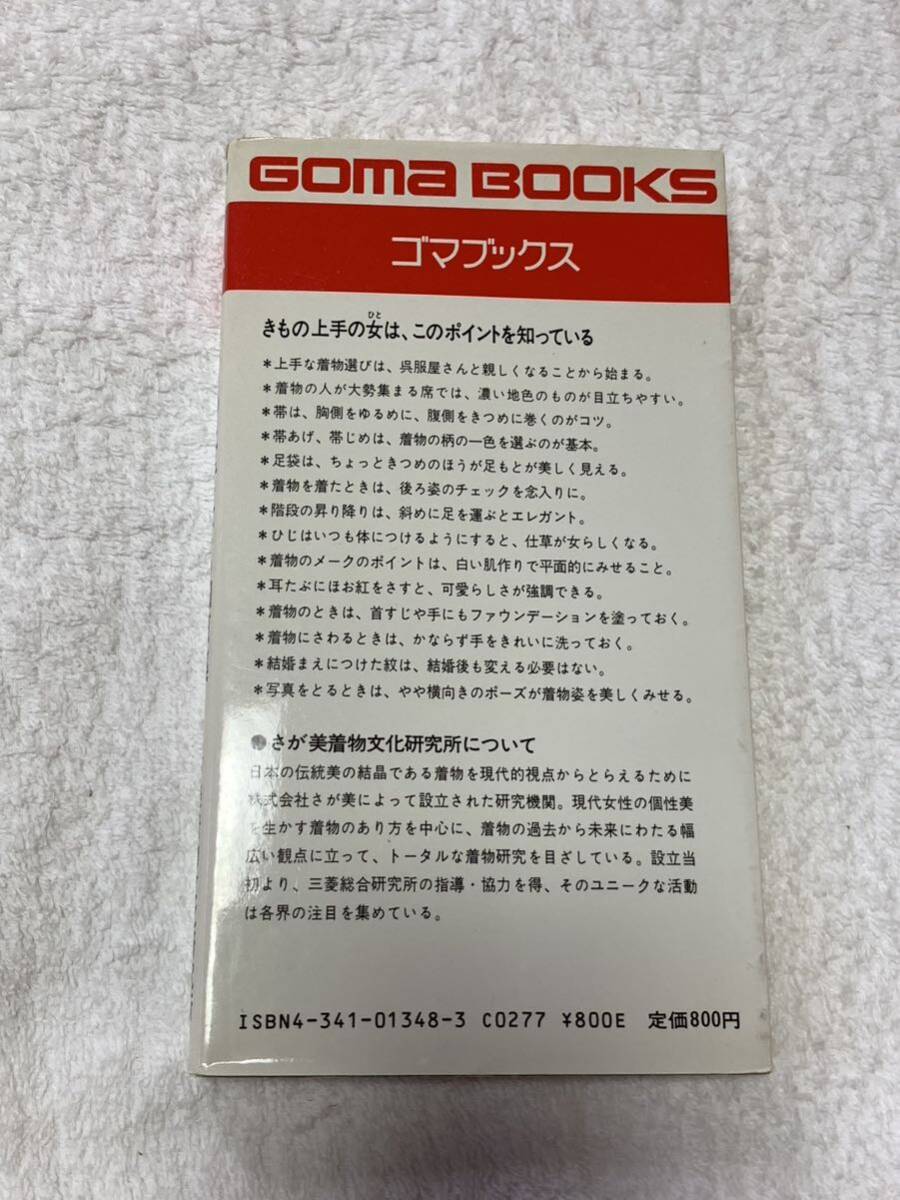 GOMA BOOKS
ゴマブックス
きもの上手の女は、このポイントを知っている
ひと
*上手な着物選びは、呉服屋さんと親しくなることから始まる。
*着物の人が大勢集まる席では、濃い地色のものが目立ちやすい。
*帯は、胸側をゆるめに、腹側をきつめに巻くのがコツ。
*帯あげ、帯じめは、着物の柄の一色を選ぶのが基本。
*足袋は、ちょっときつめのほうが足もとが美しく見える。
*着物を着たときは、後ろ姿のチェックを念入りに。
*階段の昇り降りは、斜めに足を運ぶとエレガント。
*ひじはいつも体につけるようにすると、仕草が女らしくなる。
*着物のメークのポイントは、白い肌作りで平面的にみせること。
*耳たぶにほお紅をさすと、可愛らしさが強調できる。
*着物のときは、首すじや手にもファウンデーションを塗っておく。
*着物にさわるときは、かならず手をきれいに洗っておく。
*結婚まえにつけた紋は、結婚後も変える必要はない。
*写真をとるときは、やや横向きのポーズが着物姿を美しくみせる。
●さが美着物文化研究所について
日本の伝統美の結晶である着物を現代的視点からとらえるために
株式会社さが美によって設立された研究機関。現代女性の個性美
を生かす着物のあり方を中心に、着物の過去から未来にわたる幅
広い観点に立って、トータルな着物研究を目ざしている。設立当
初より、三菱総合研究所の指導・協力を得、そのユニークな活動
は各界の注目を集めている。
ISBN4-341-01348-3 C0277 ¥800E 定価800円